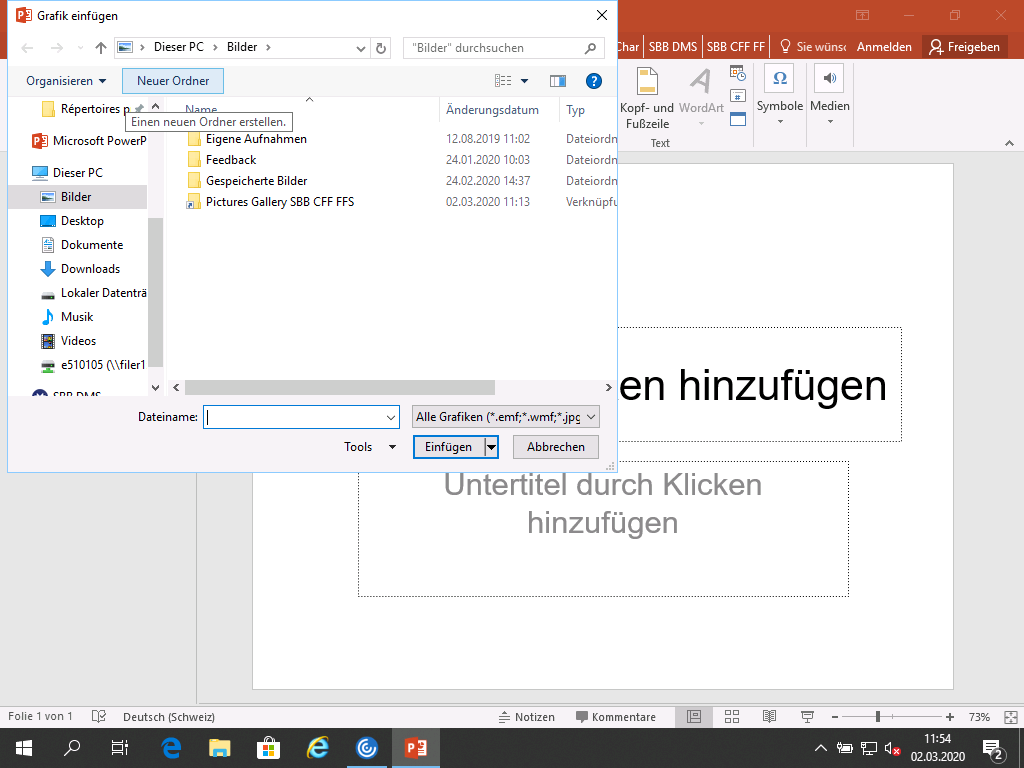 Grafik einfügen
Dieser PC
Bilder
"Bilder" durchsuchen
Char
SBB DMS
SBB CFF FF
Sie wünsc
Anmelden
Freigeben
Organisieren
Neuer Ordner
Répertoires p
Name
Änderungsdatum
Typ
Einen neuen Ordner erstellen.
Microsoft PowerP
Dieser PC
Bilder
Desktop
Dokumente
Downloads
Lokaler Datenträ
Musik
Videos
e510105 (\\filer1
SBB DMS
Eigene Aufnahmen
12.08.2019 11:02
Dateiordn
Feedback
24.01.2020 10:03
Dateiordn
Gespeicherte Bilder
24.02.2020 14:37
Dateiordn
Pictures Gallery SBB CFF FFS
02.03.2020 11:13
Verknüpfu
Dateiname:
Alle Grafiken (*.emf;*.wmf;*.jpg
Tools
Einfügen
Abbrechen
Kopf- und
Fußzeile
WordArt
Symbole
Medien
Text
en hinzufügen
Untertitel durch Klicken
hinzufügen
Folie 1 von 1
Deutsch (Schweiz)
Notizen
Kommentare
73%
11:54
02.03.2020
2